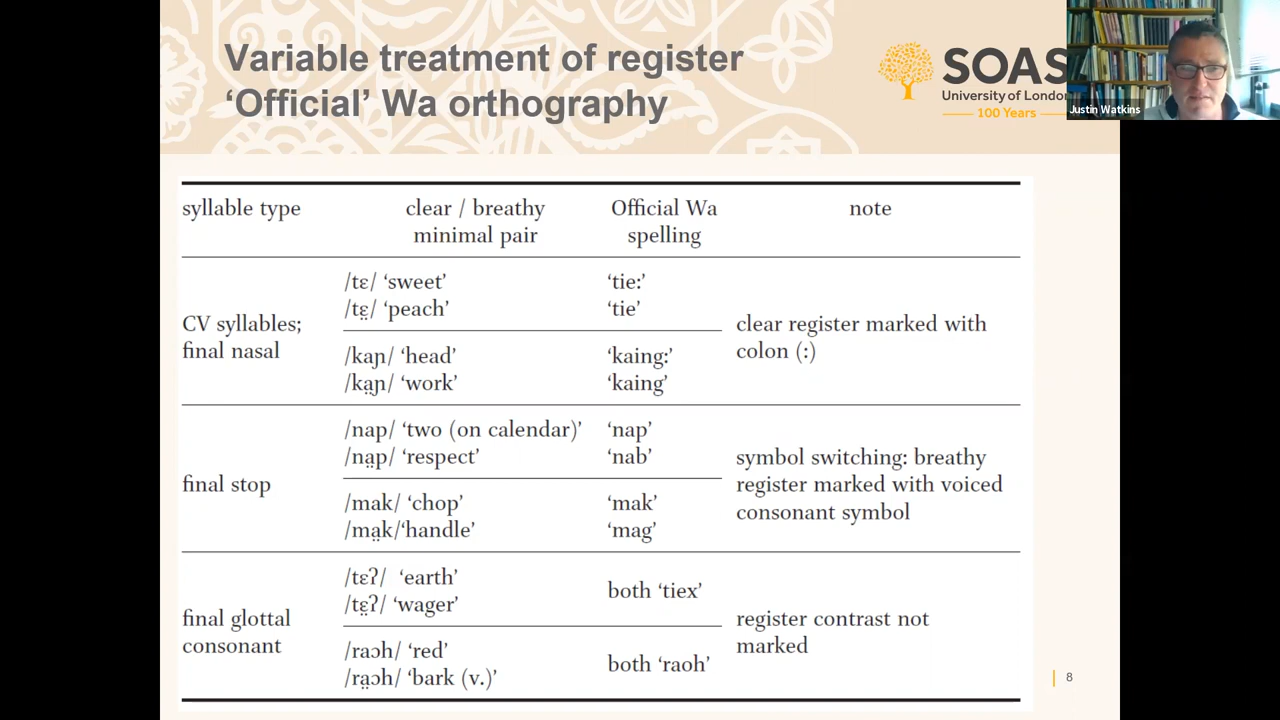 Variable treatment of register
‘Official’ Wa orthography
SOAS
University of London
100 Years
Justin Watkins
syllable type
clear / breathy
minimal pair
Official Wa
spelling
note
CV syllables;
final nasal
/tɛ/ ‘sweet’ ‘tie:’
/tɛ̤/ ‘peach’ ‘tie’
/kaɲ/ ‘head’ ‘kaing:’
/ka̤ɲ/ ‘work’ ‘kaing’
clear register marked with
colon (:)
final stop
/nap/ ‘two (on calendar)’ ‘nap’
/na̤p/ ‘respect’ ‘nab’
/mak/ ‘chop’ ‘mak’
/ma̤k/‘handle’ ‘mag’
symbol switching: breathy
register marked with voiced
consonant symbol
final glottal
consonant
/tɛʔ/ ‘earth’
/tɛ̤ʔ/ ‘wager’
both ‘tiex’
/raɔh/ ‘red’
/ra̤ɔh/ ‘bark (v.)’
both ‘raoh’
register contrast not
marked
8